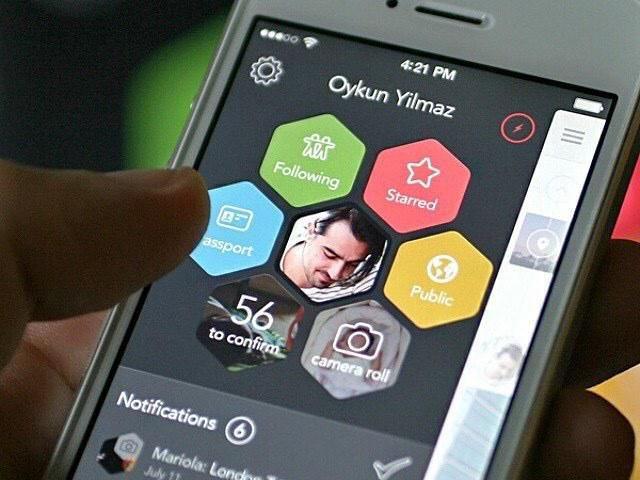 4:21 PM
Oykun Yilmaz
Following
Starred
assport
Public
56
to confirm
camera roll
Notifications 6
Mariola: London
July 11